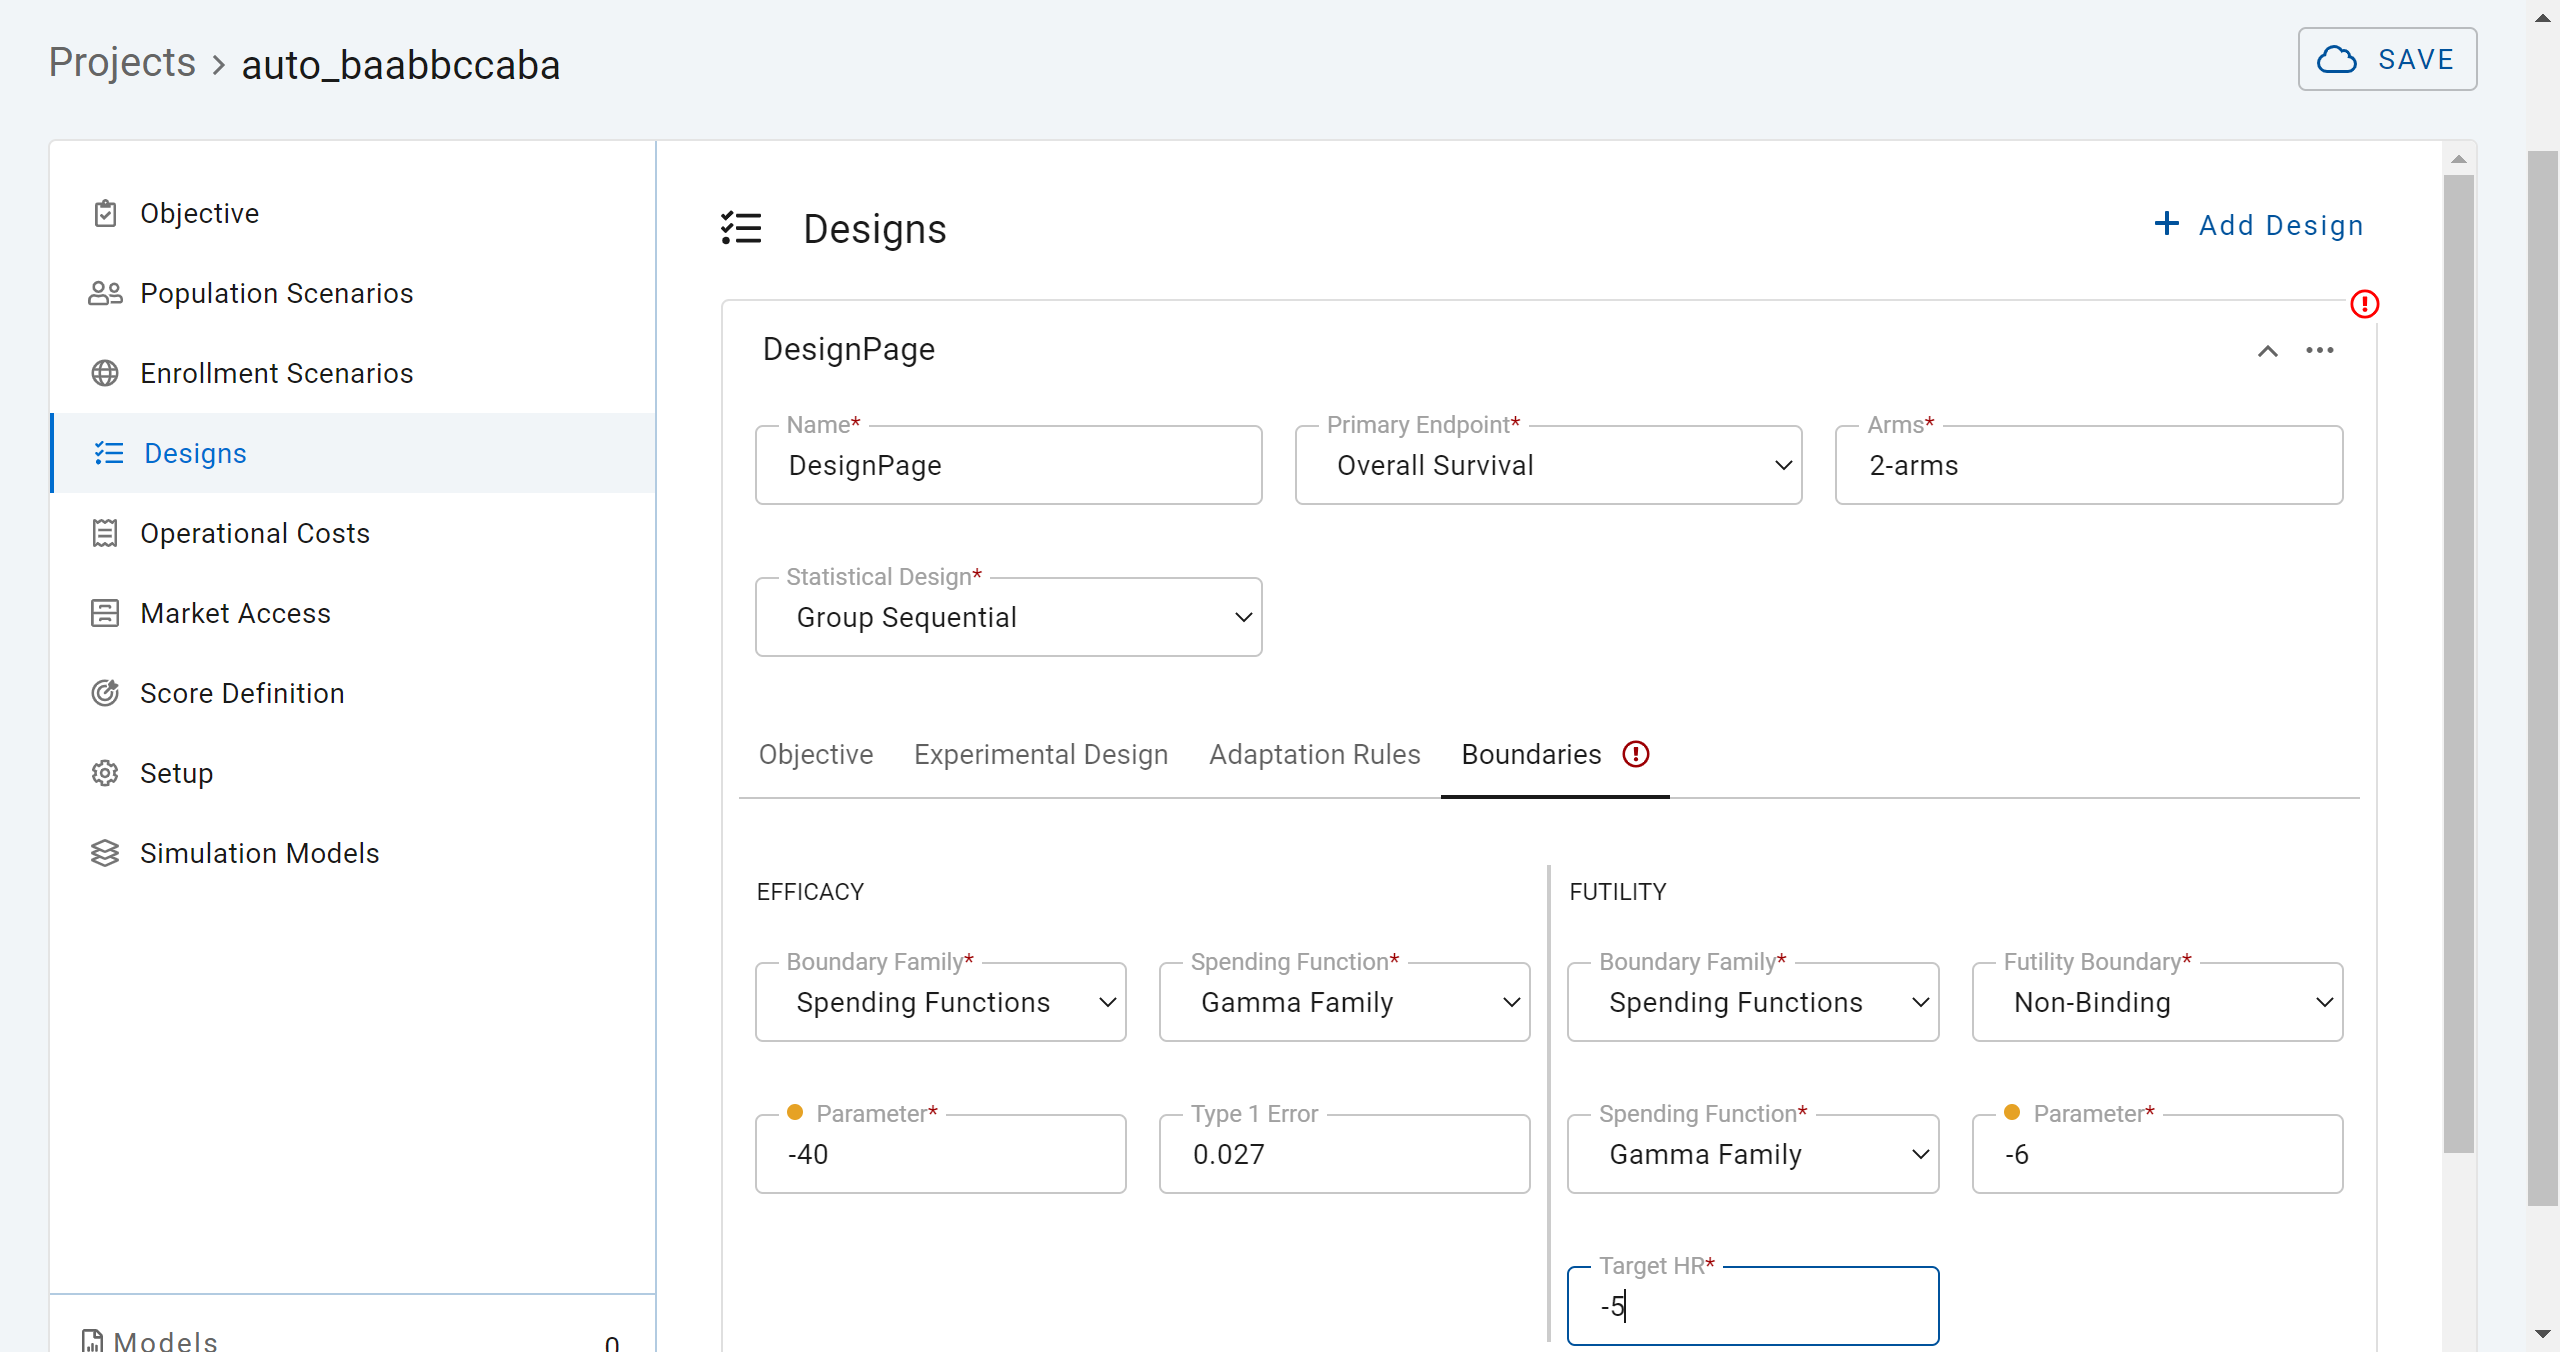 Projects > auto_baabbccaba
SAVE
Objective
Population Scenarios
Enrollment Scenarios
Designs
Operational Costs
Market Access
Score Definition
Setup
Simulation Models
Models 0
Designs
+ Add Design
DesignPage
Name* Primary Endpoint* Arms*
DesignPage Overall Survival 2-arms
Statistical Design*
Group Sequential
Objective Experimental Design Adaptation Rules Boundaries
EFFICACY
Boundary Family* Spending Function*
Spending Functions Gamma Family
Parameter* Type 1 Error
-40 0.027
FUTILITY
Boundary Family* Futility Boundary*
Spending Functions Non-Binding
Spending Function* Parameter*
Gamma Family -6
Target HR*
-5